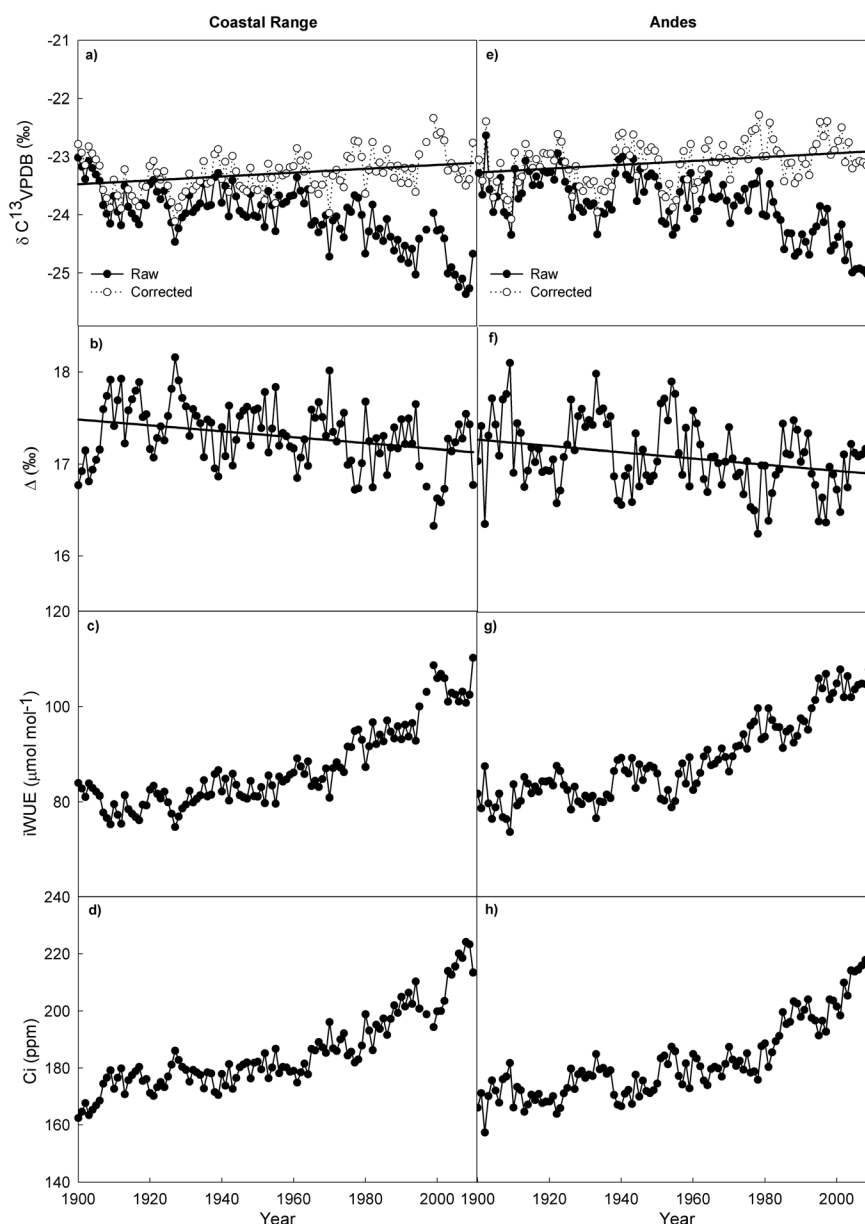 Coastal Range
Andes
a)
e)
-21
-22
-23
-24
-25
δ C13VPDB (‰)
Raw
Corrected
Raw
Corrected
b)
f)
18
17
16
Δ (‰)
c)
g)
120
100
80
iWUE (μmol mol-1)
d)
h)
240
220
200
180
160
140
Ci (ppm)
1900 1920 1940 1960 1980 2000 1900 1920 1940 1960 1980 2000
Year
Year